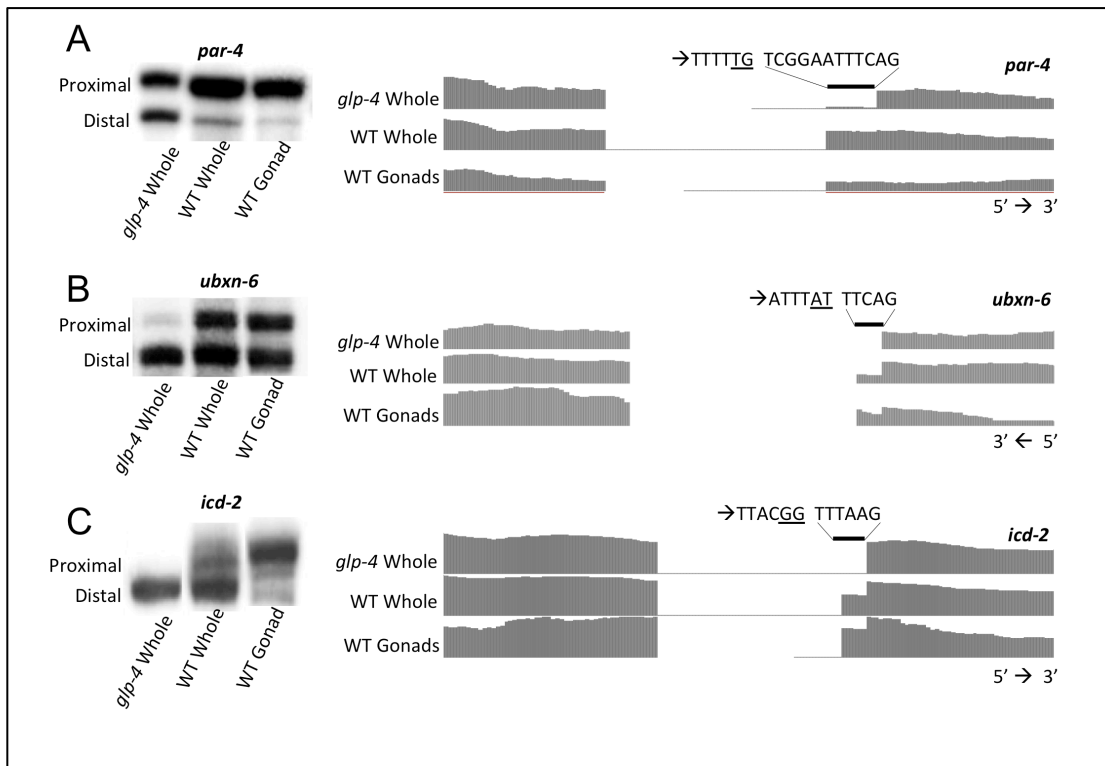 A
par-4
Proximal
Distal
glp-4 Whole
WT Whole
WT Gonad
→TTTTTG TCGGAATTTCAG
par-4
glp-4 Whole
WT Whole
WT Gonads
5' → 3'
B
ubxn-6
Proximal
Distal
glp-4 Whole
WT Whole
WT Gonad
→ATTTAT TTCAG
ubxn-6
glp-4 Whole
WT Whole
WT Gonads
3' ← 5'
C
icd-2
Proximal
Distal
glp-4 Whole
WT Whole
WT Gonad
→TTACGG TTTAAG
icd-2
glp-4 Whole
WT Whole
WT Gonads
5' → 3'